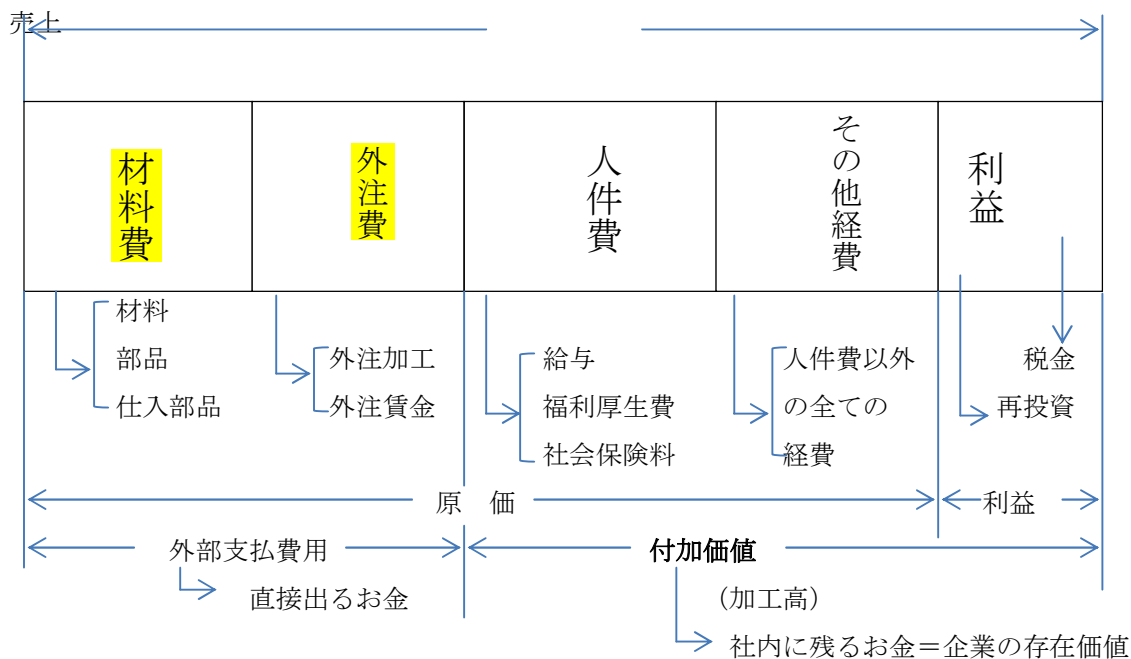 売上
材料費
外注費
人件費
その他経費
利益
材料
部品
仕入部品
外注加工
外注賃金
給与
福利厚生費
社会保険料
人件費以外
の全ての
経費
税金
再投資
原　価
利益
外部支払費用
付加価値
直接出るお金
（加工高）
社内に残るお金＝企業の存在価値